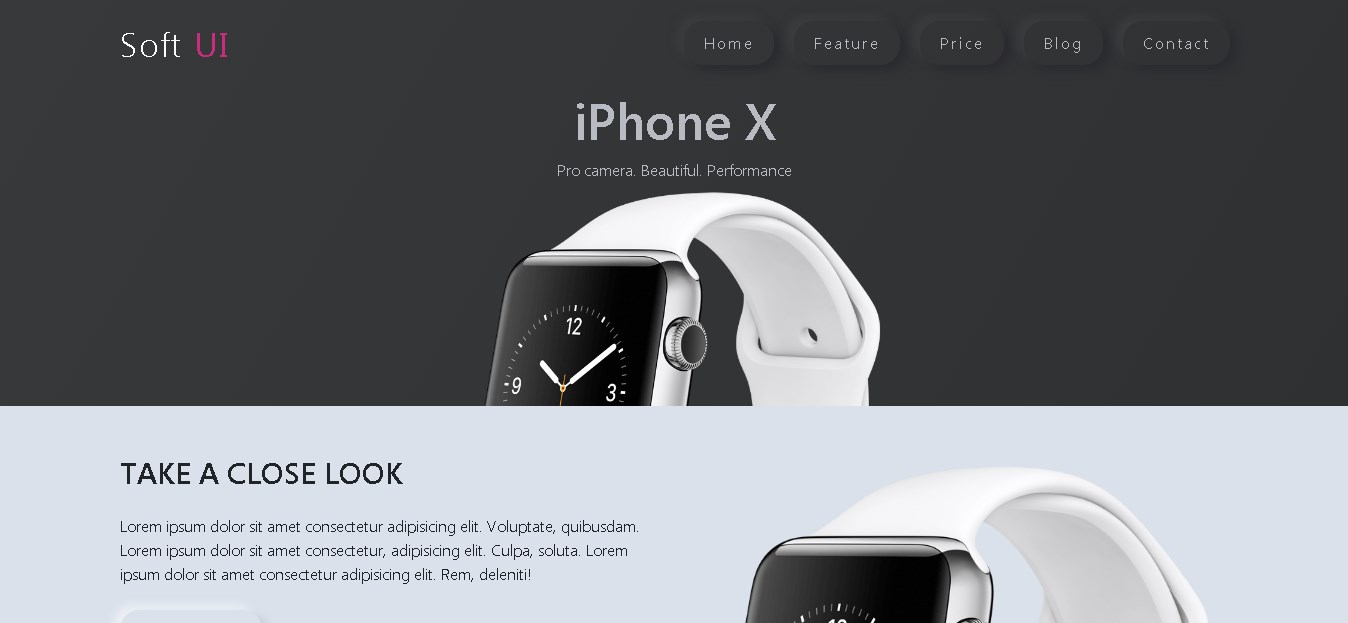 Soft UI
Home Feature Price Blog Contact
iPhone X
Pro camera. Beautiful. Performance
12
9 3
TAKE A CLOSE LOOK
Lorem ipsum dolor sit amet consectetur adipisicing elit. Voluptate, quibusdam.
Lorem ipsum dolor sit amet consectetur, adipisicing elit. Culpa, soluta. Lorem
ipsum dolor sit amet consectetur adipisicing elit. Rem, deleniti!